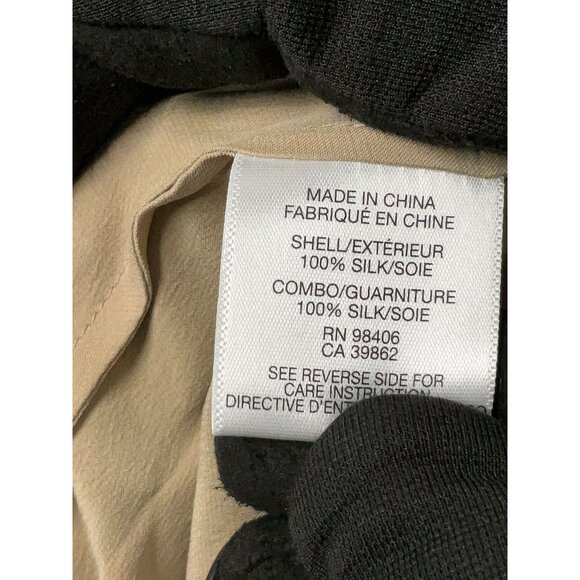 MADE IN CHINA
FABRIQUÉ EN CHINE
SHELL/EXTÉRIEUR
100% SILK/SOIE
COMBO/GUARNITURE
100% SILK/SOIE
RN 98406
CA 39862
SEE REVERSE SIDE FOR
CARE INSTRUCTION
DIRECTIVE